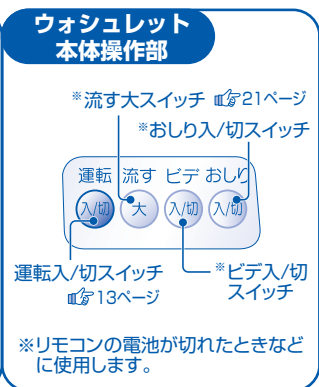 ウォシュレット
本体操作部
※流す大スイッチ ☞21ページ
※おしり入/切スイッチ
運転 流す ビデ おしり
入/切 大 入/切 入/切
運転入/切スイッチ
☞13ページ
※ビデ入/切
スイッチ
※リモコンの電池が切れたときなど
に使用します。